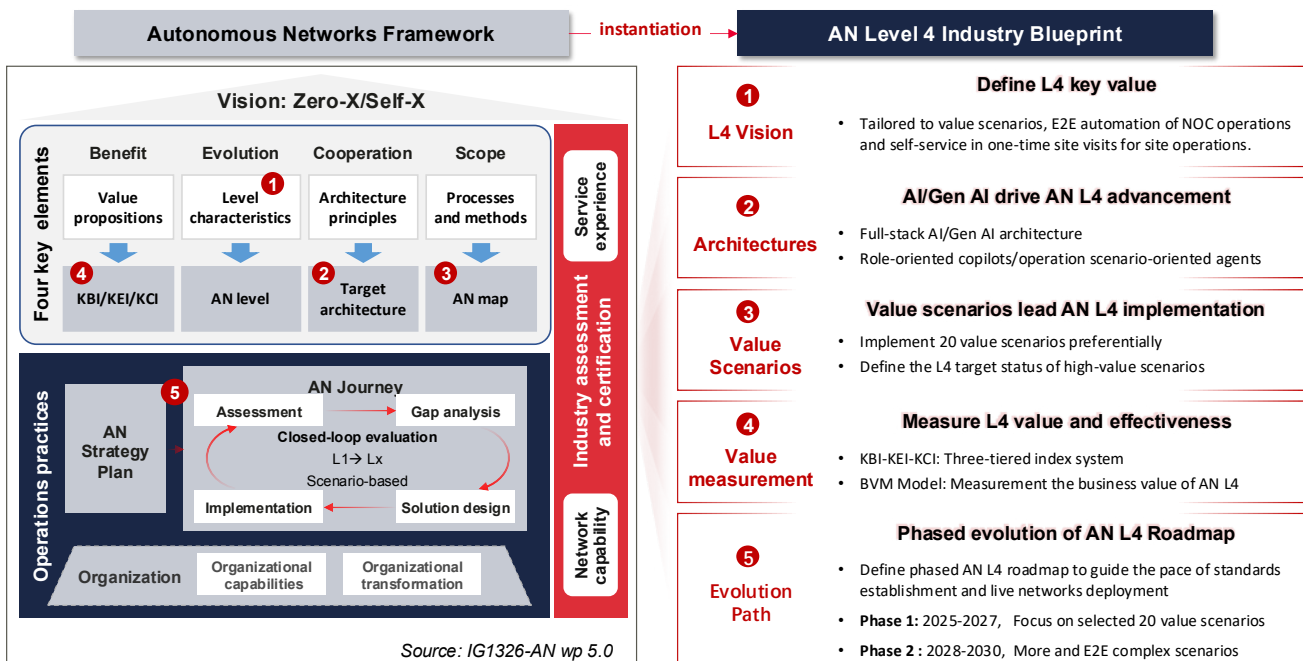 Autonomous Networks Framework
instantiation
AN Level 4 Industry Blueprint
Vision: Zero-X/Self-X
Four key elements
Benefit
Evolution
Cooperation
Scope
Value
propositions
1
Level
characteristics
Architecture
principles
Processes
and methods
4
KBI/KEI/KCI
AN level
2
Target
architecture
3
AN map
Operations practices
AN
Strategy
Plan
5
AN Journey
Assessment
Gap analysis
Closed-loop evaluation
L1→ Lx
Scenario-based
Implementation
Solution design
Organization
Organizational
capabilities
Organizational
transformation
Service
experience
Industry assessment
and certification
Network
capability
Source: IG1326-AN wp 5.0
1
L4 Vision
Define L4 key value
• Tailored to value scenarios, E2E automation of NOC operations
and self-service in one-time site visits for site operations.
2
Architectures
AI/Gen AI drive AN L4 advancement
• Full-stack AI/Gen AI architecture
• Role-oriented copilots/operation scenario-oriented agents
3
Value
Scenarios
Value scenarios lead AN L4 implementation
• Implement 20 value scenarios preferentially
• Define the L4 target status of high-value scenarios
4
Value
measurement
Measure L4 value and effectiveness
• KBI-KEI-KCI: Three-tiered index system
• BVM Model: Measurement the business value of AN L4
5
Evolution
Path
Phased evolution of AN L4 Roadmap
• Define phased AN L4 roadmap to guide the pace of standards
establishment and live networks deployment
• Phase 1: 2025-2027, Focus on selected 20 value scenarios
• Phase 2 : 2028-2030, More and E2E complex scenarios